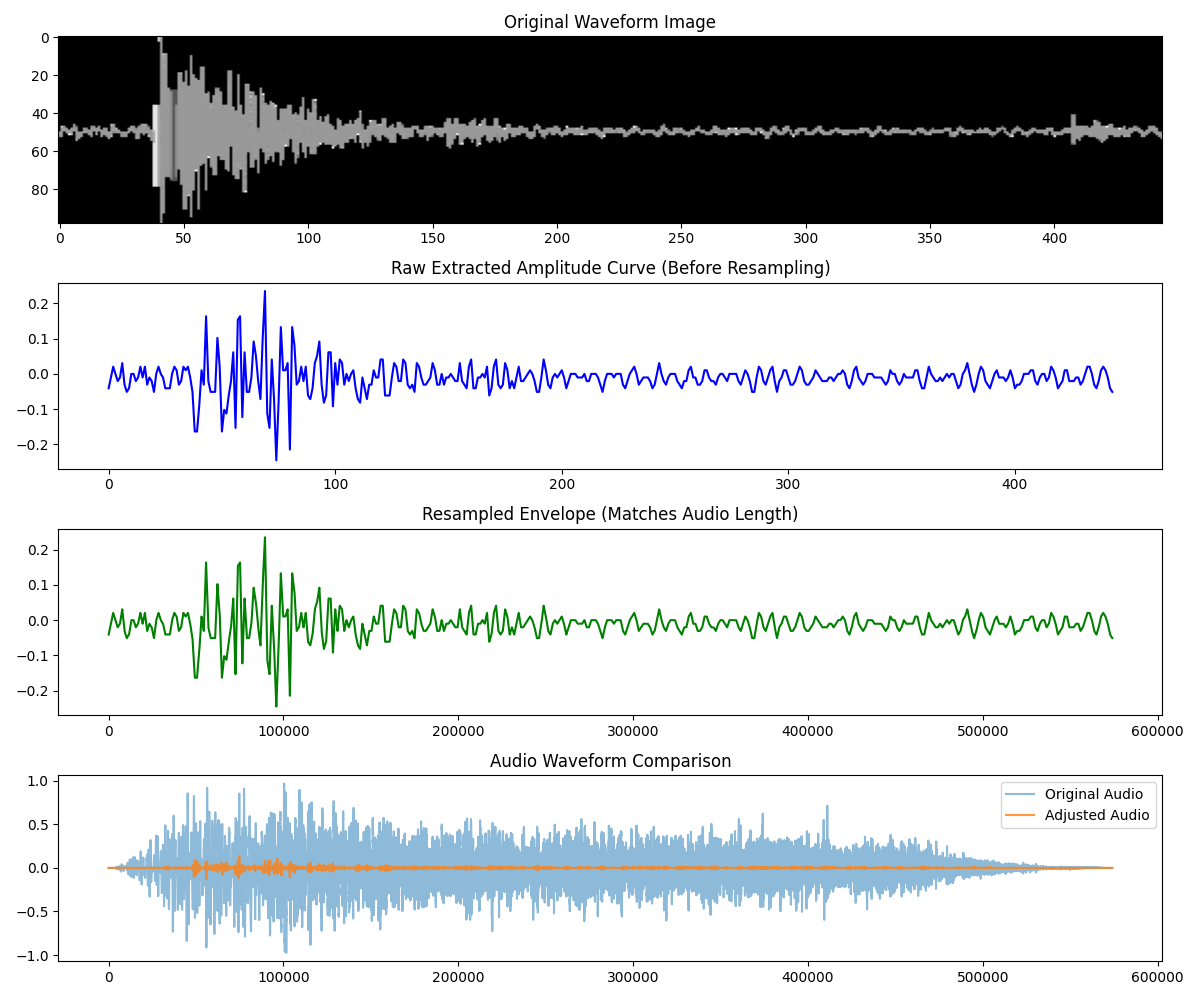 Original Waveform Image
0
20
40
60
80
0 50 100 150 200 250 300 350 400
Raw Extracted Amplitude Curve (Before Resampling)
0.2
0.1
0.0
−0.1
−0.2
0 100 200 300 400
Resampled Envelope (Matches Audio Length)
0.2
0.1
0.0
−0.1
−0.2
0 100000 200000 300000 400000 500000 600000
Audio Waveform Comparison
1.0
0.5
0.0
−0.5
−1.0
Original Audio
Adjusted Audio
0 100000 200000 300000 400000 500000 600000